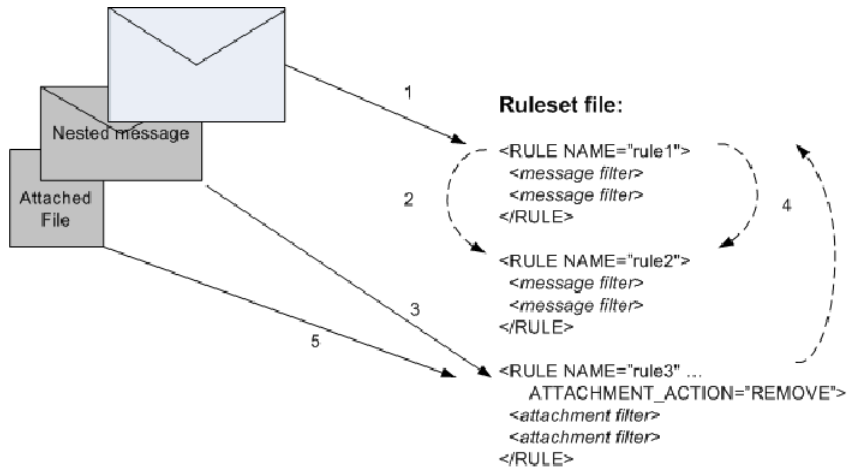 Nested message
Attached
File
1
2
3
4
5
Ruleset file:
<RULE NAME="rule1">
<message filter>
<message filter>
</RULE>
<RULE NAME="rule2">
<message filter>
<message filter>
</RULE>
<RULE NAME="rule3" ...
ATTACHMENT_ACTION="REMOVE">
<attachment filter>
<attachment filter>
</RULE>